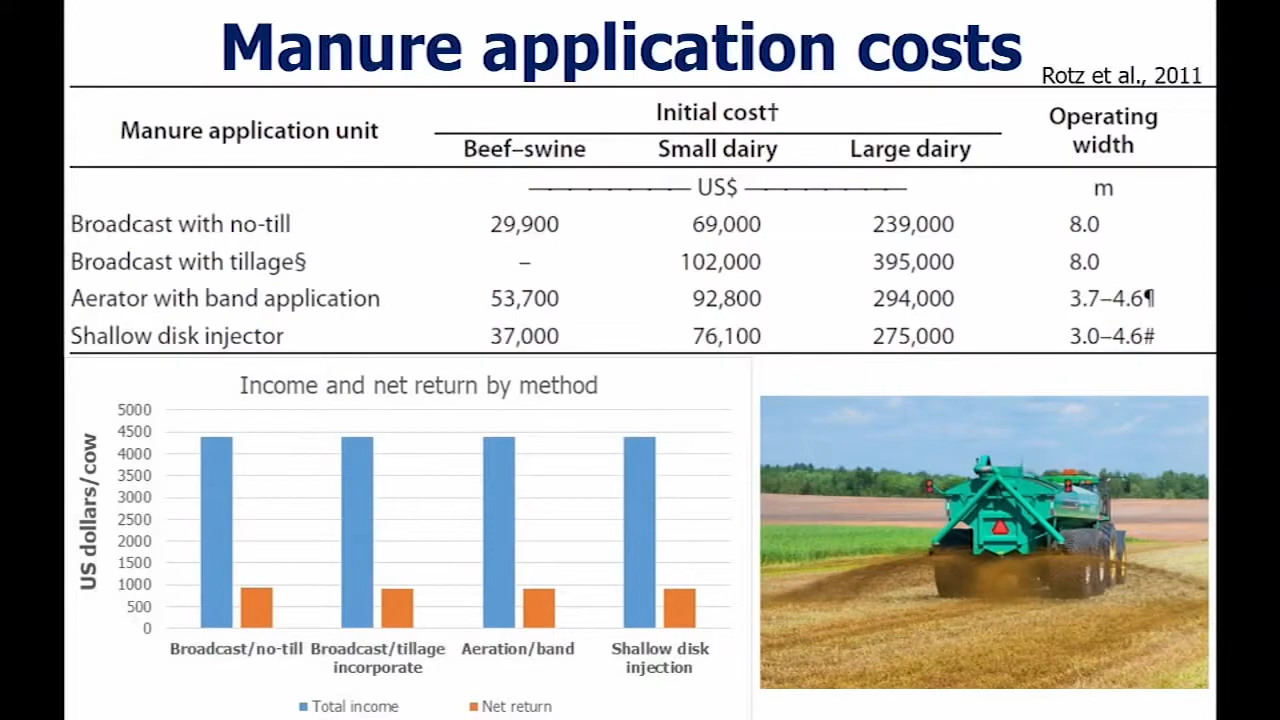 Manure application costs
Rotz et al., 2011
Manure application unit
Initial cost†
Operating width
Beef–swine Small dairy Large dairy
US$ m
Broadcast with no-till 29,900 69,000 239,000 8.0
Broadcast with tillage§ – 102,000 395,000 8.0
Aerator with band application 53,700 92,800 294,000 3.7–4.6¶
Shallow disk injector 37,000 76,100 275,000 3.0–4.6#
Income and net return by method
US dollars/cow
5000
4500
4000
3500
3000
2500
2000
1500
1000
500
0
Broadcast/no-till Broadcast/tillage incorporate Aeration/band Shallow disk injection
Total income Net return